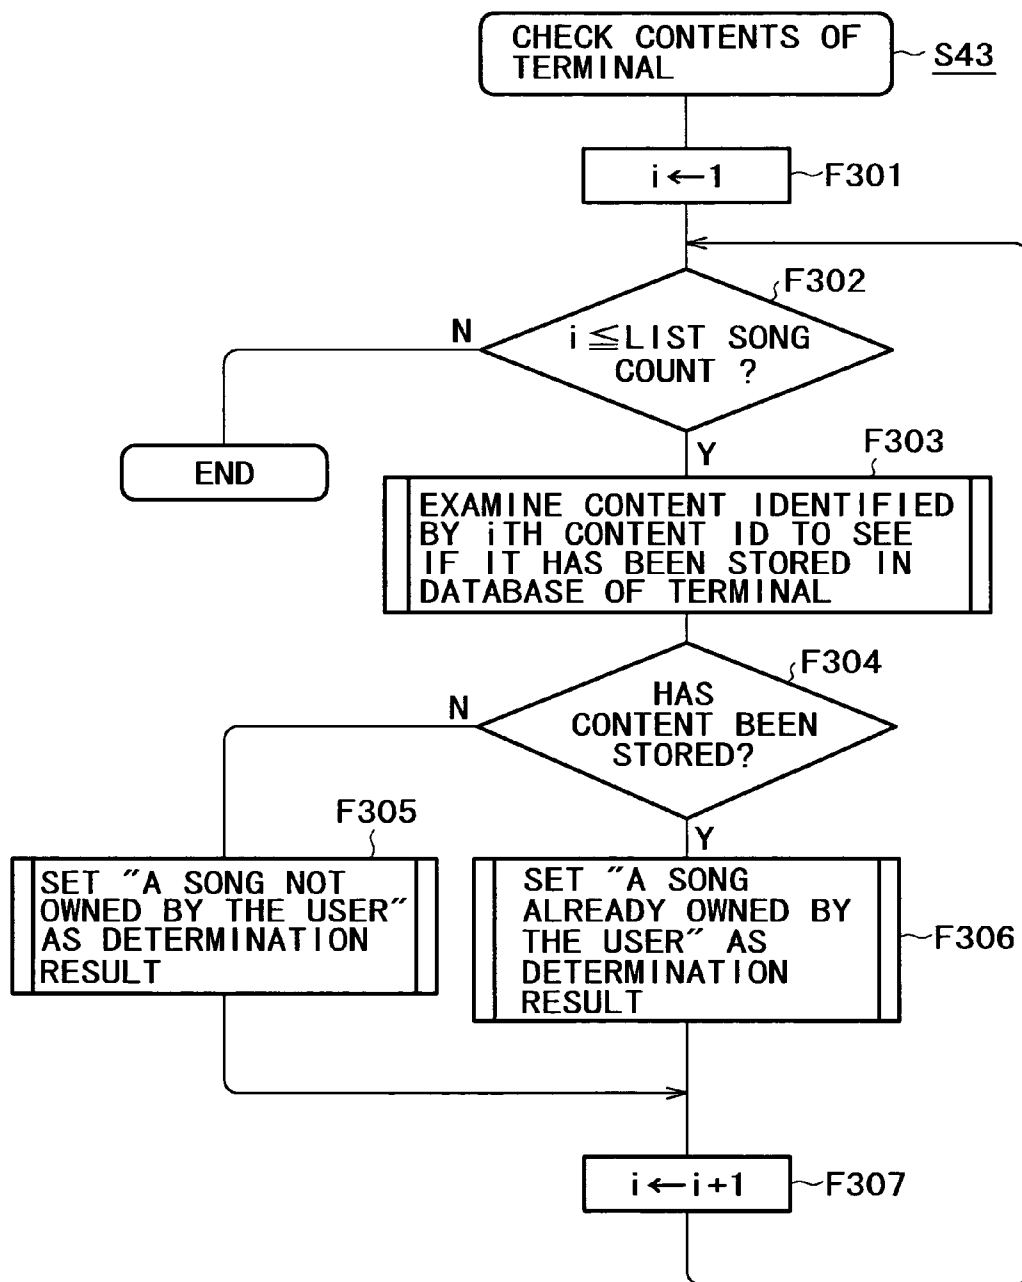 CHECK CONTENTS OF
TERMINAL
S43
i←1
F301
F302
N
i≦LIST SONG
COUNT ?
Y
END
F303
EXAMINE CONTENT IDENTIFIED
BY iTH CONTENT ID TO SEE
IF IT HAS BEEN STORED IN
DATABASE OF TERMINAL
F304
N
HAS
CONTENT BEEN
STORED?
Y
F305
SET "A SONG NOT
OWNED BY THE USER"
AS DETERMINATION
RESULT
SET "A SONG
ALREADY OWNED BY
THE USER" AS
DETERMINATION
RESULT
F306
i←i+1
F307